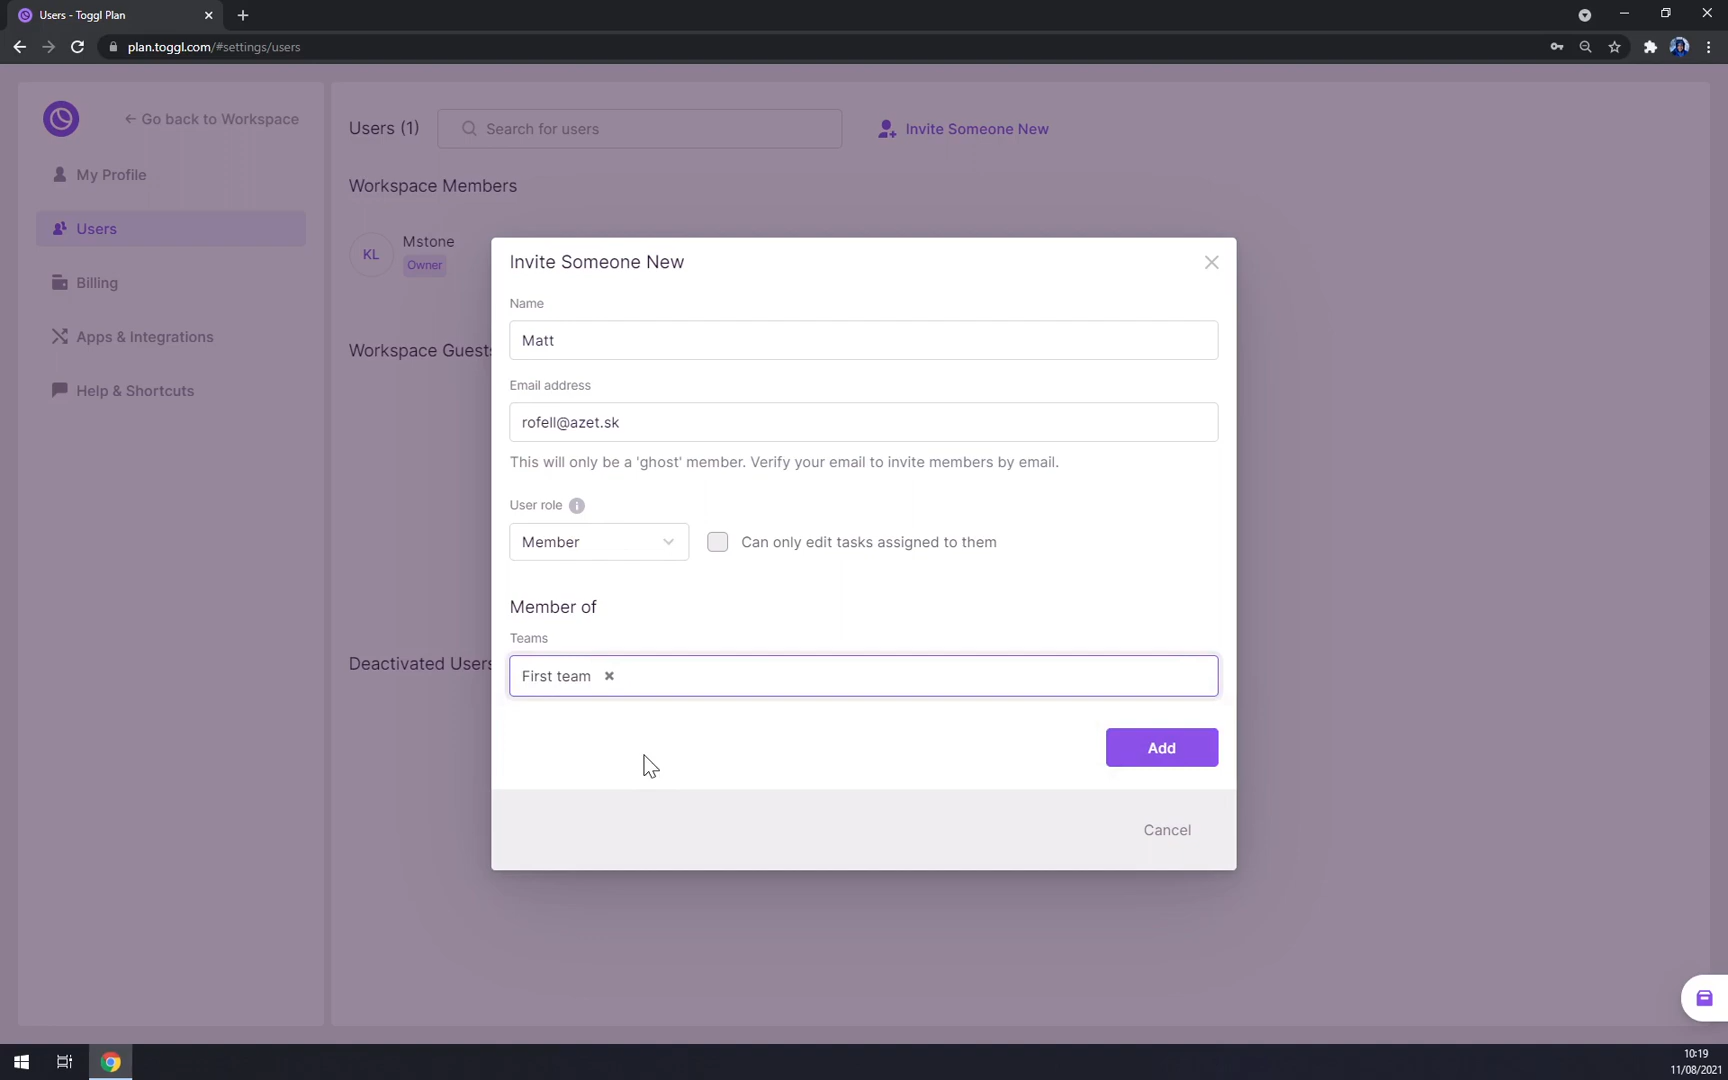 Users - Toggl Plan
plan.toggl.com/#settings/users
Go back to Workspace
My Profile
Users
Billing
Apps & Integrations
Help & Shortcuts
Users (1)
Search for users
Invite Someone New
Workspace Members
KL
Mstone
Owner
Workspace Guests
Deactivated Users
Invite Someone New
Name
Matt
Email address
rofell@azet.sk
This will only be a 'ghost' member. Verify your email to invite members by email.
User role
Member
Can only edit tasks assigned to them
Member of
Teams
First team
Add
Cancel
10:19
11/08/2021